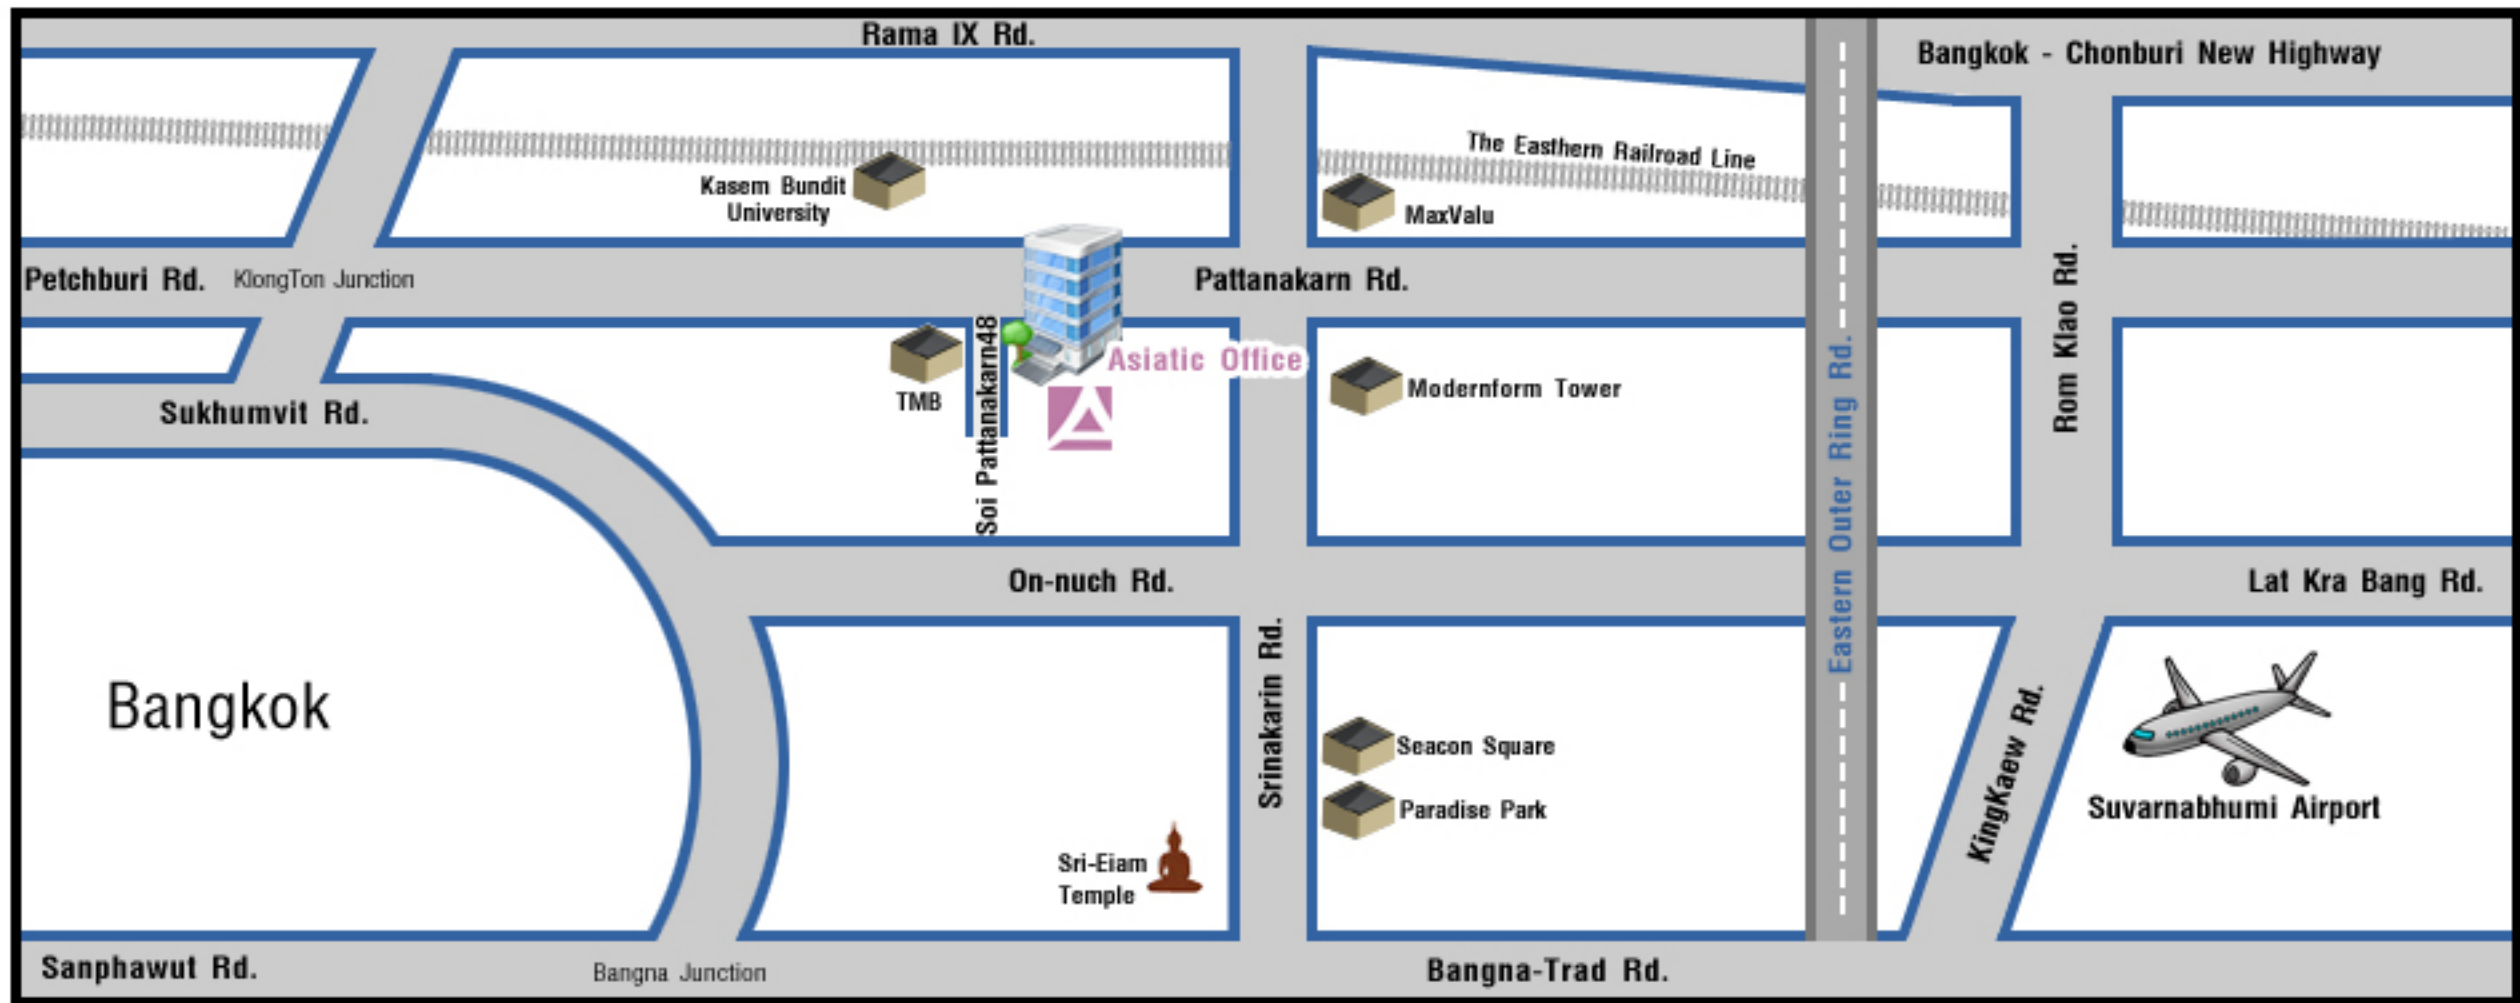 Rama IX Rd.
Bangkok - Chonburi New Highway
The Easthern Railroad Line
Kasem Bundit
University
MaxValu
Petchburi Rd.
KlongTon Junction
Pattanakarn Rd.
Rom Klao Rd.
Soi Pattanakarn48
Asiatic Office
TMB
Modernform Tower
Sukhumvit Rd.
Eastern Outer Ring Rd.
On-nuch Rd.
Lat Kra Bang Rd.
Bangkok
Srinakarin Rd.
Seacon Square
Paradise Park
KingKaew Rd.
Suvarnabhumi Airport
Sri-Eiam
Temple
Sanphawut Rd.
Bangna Junction
Bangna-Trad Rd.